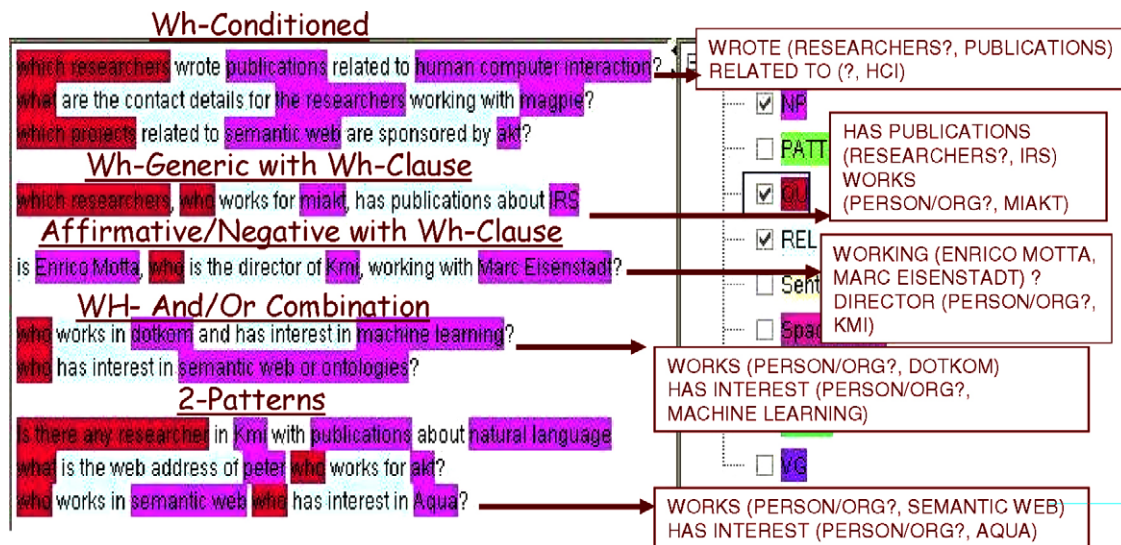 Wh-Conditioned
which researchers wrote publications related to human computer interaction?
what are the contact details for the researchers working with magpie?
which projects related to semantic web are sponsored by akt?
Wh-Generic with Wh-Clause
which researchers, who works for miakt, has publications about IRS
Affirmative/Negative with Wh-Clause
is Enrico Motta, who is the director of Kmi, working with Marc Eisenstadt?
WH- And/Or Combination
who works in dotkom and has interest in machine learning?
who has interest in semantic web or ontologies?
2-Patterns
Is there any researcher in Kmi with publications about natural language
what is the web address of peter who works for akt?
who works in semantic web who has interest in Aqua?
WROTE (RESEARCHERS?, PUBLICATIONS)
RELATED TO (?, HCI)
NP
PATT
HAS PUBLICATIONS
(RESEARCHERS?, IRS)
WORKS
(PERSON/ORG?, MIAKT)
QU
REL
WORKING (ENRICO MOTTA,
MARC EISENSTADT) ?
DIRECTOR (PERSON/ORG?,
KMI)
Sent
Spac
WORKS (PERSON/ORG?, DOTKOM)
HAS INTEREST (PERSON/ORG?,
MACHINE LEARNING)
VG
WORKS (PERSON/ORG?, SEMANTIC WEB)
HAS INTEREST (PERSON/ORG?, AQUA)